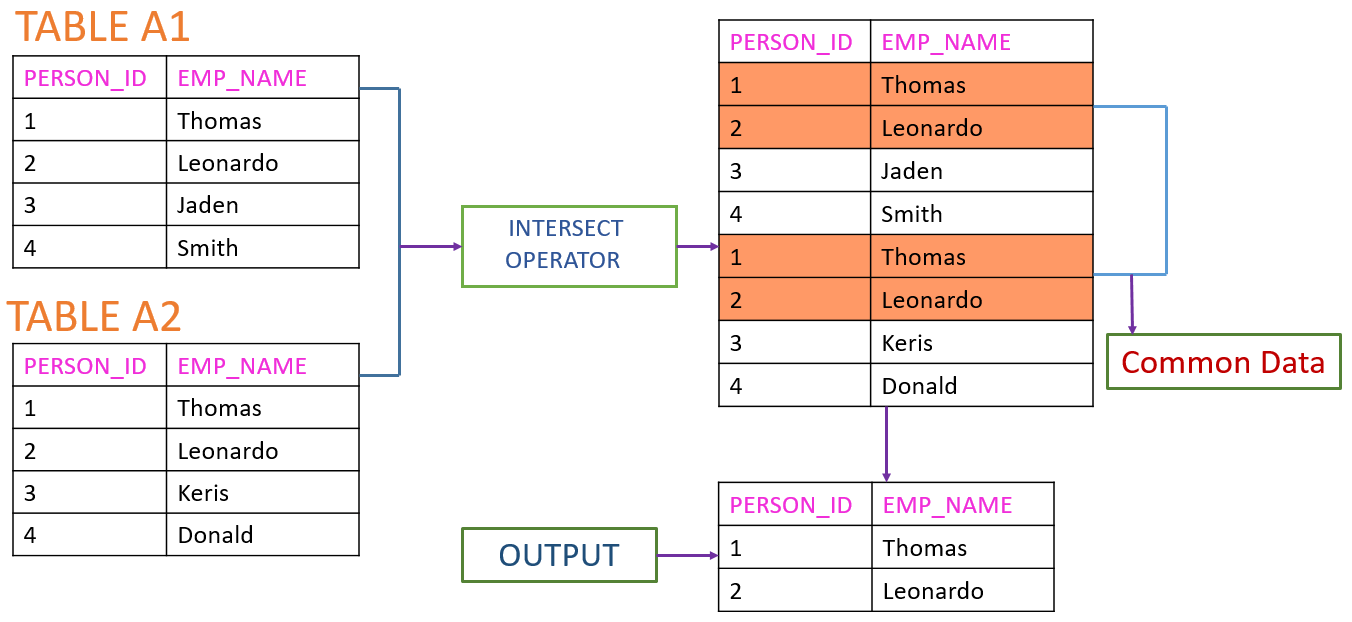 TABLE A1
PERSON_ID EMP_NAME
1 Thomas
2 Leonardo
3 Jaden
4 Smith
TABLE A2
PERSON_ID EMP_NAME
1 Thomas
2 Leonardo
3 Keris
4 Donald
INTERSECT
OPERATOR
PERSON_ID EMP_NAME
1 Thomas
2 Leonardo
3 Jaden
4 Smith
1 Thomas
2 Leonardo
3 Keris
4 Donald
Common Data
OUTPUT
PERSON_ID EMP_NAME
1 Thomas
2 Leonardo